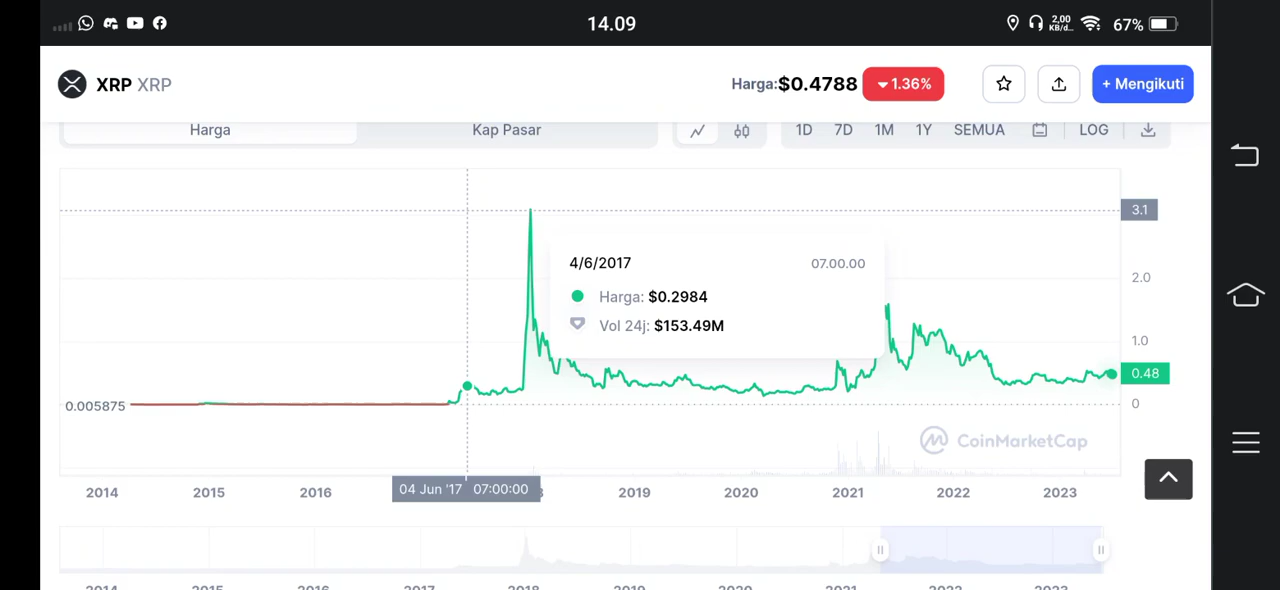 14.09
2,00
KB/d...
67%
XRP XRP
Harga:$0.4788
1.36%
+ Mengikuti
Harga
Kap Pasar
1D 7D 1M 1Y SEMUA LOG
3.1
4/6/2017 07.00.00
Harga: $0.2984
Vol 24j: $153.49M
2.0
1.0
0.48
0.005875
0
CoinMarketCap
04 Jun '17 07:00:00
2014 2015 2016 2019 2020 2021 2022 2023
2014 2015 2016 2017 2018 2019 2020 2021 2022 2023